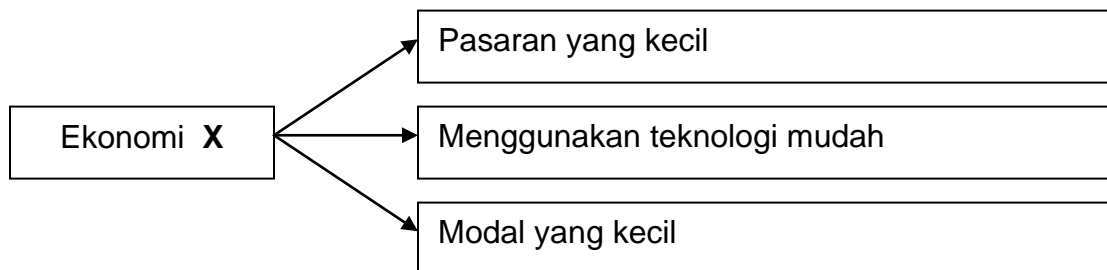 Pasaran yang kecil
Ekonomi X
Menggunakan teknologi mudah
Modal yang kecil